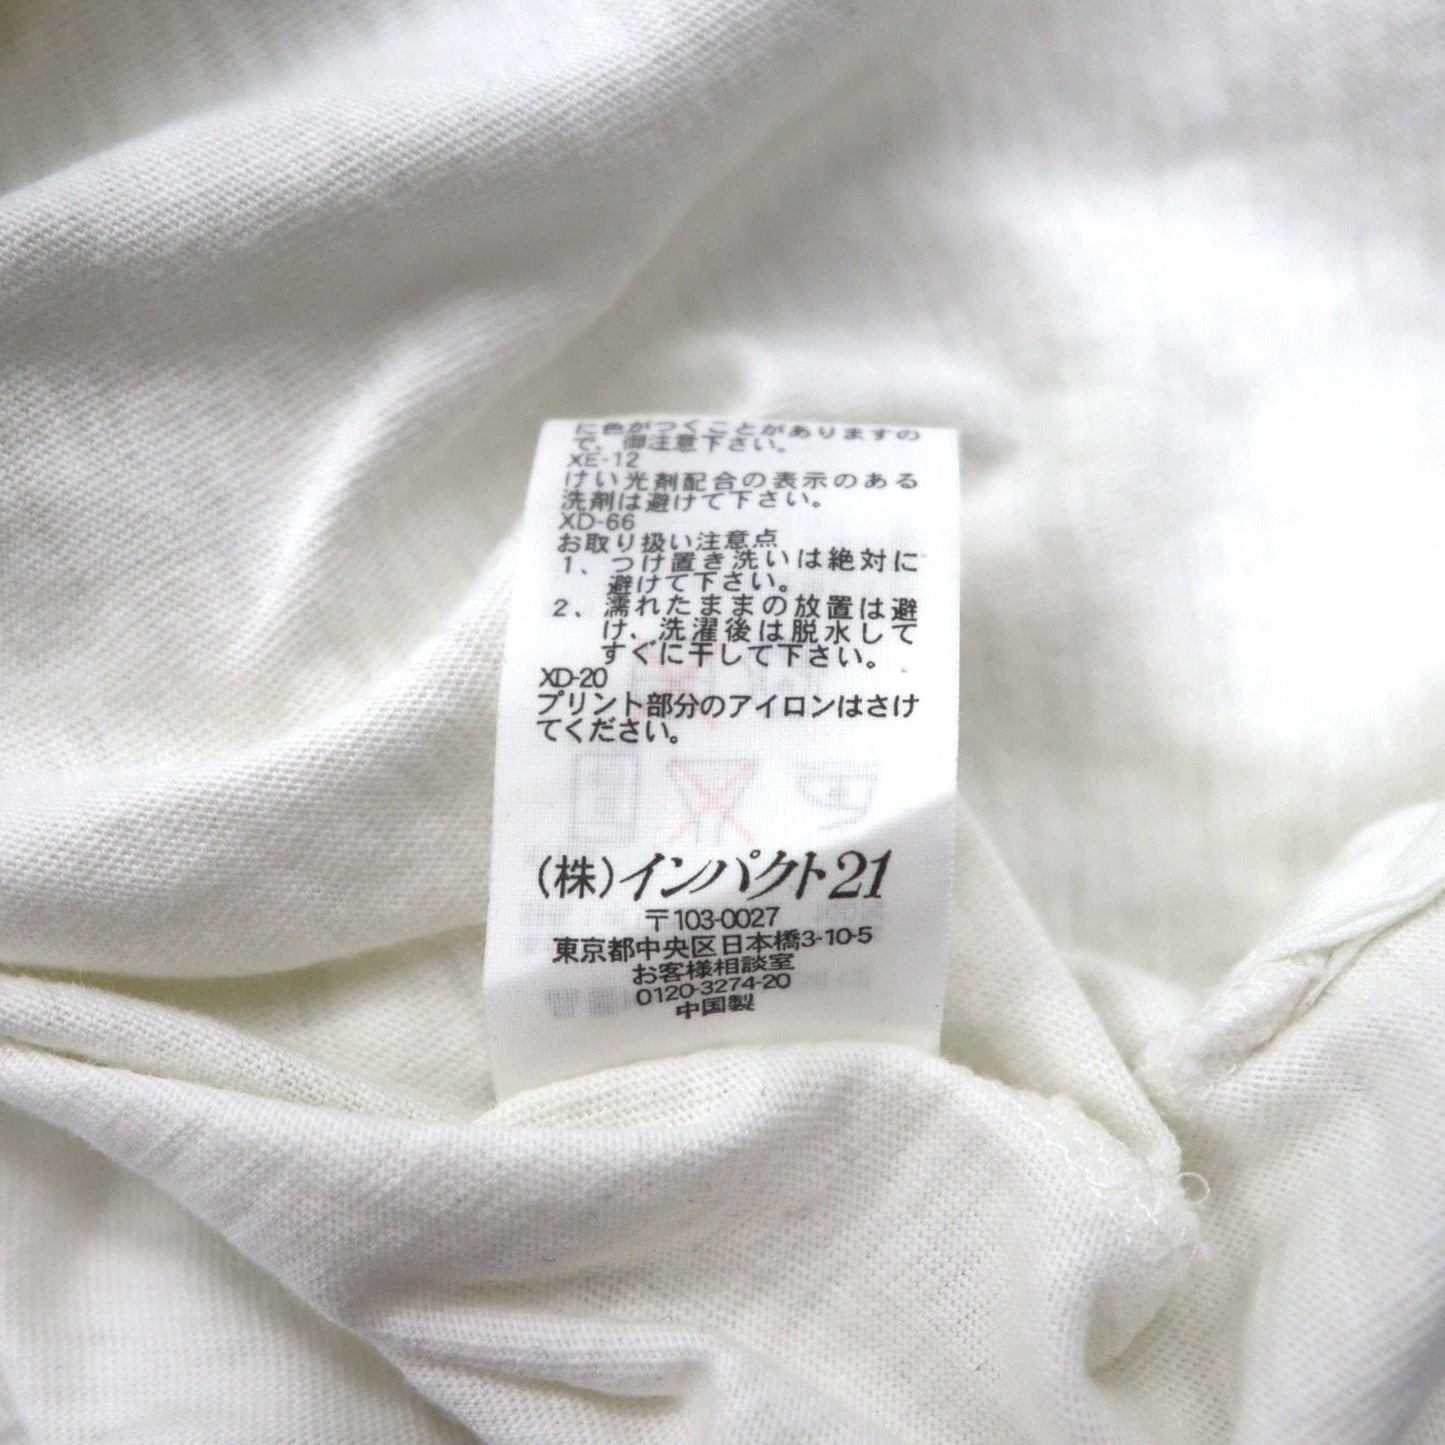 に色がつくことがありますの
で、御注意下さい。
XE-12
けい光剤配合の表示のある
洗剤は避けて下さい。
XD-66
お取り扱い注意点
1、つけ置き洗いは絶対に
避けて下さい。
2、濡れたままの放置は避
け、洗濯後は脱水して
すぐに干して下さい。
XD-20
プリント部分のアイロンはさけ
てください。
(株)インパクト21
〒103-0027
東京都中央区日本橋3-10-5
お客様相談室
0120-3274-20
中国製